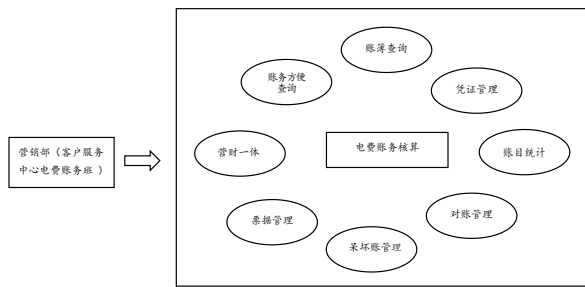 账薄查询
账务方便
查询
凭证管理
营销部（客户服务
中心电费账务班 ）
营财一体
电费账务核算
账目统计
票据管理
对账管理
呆坏账管理